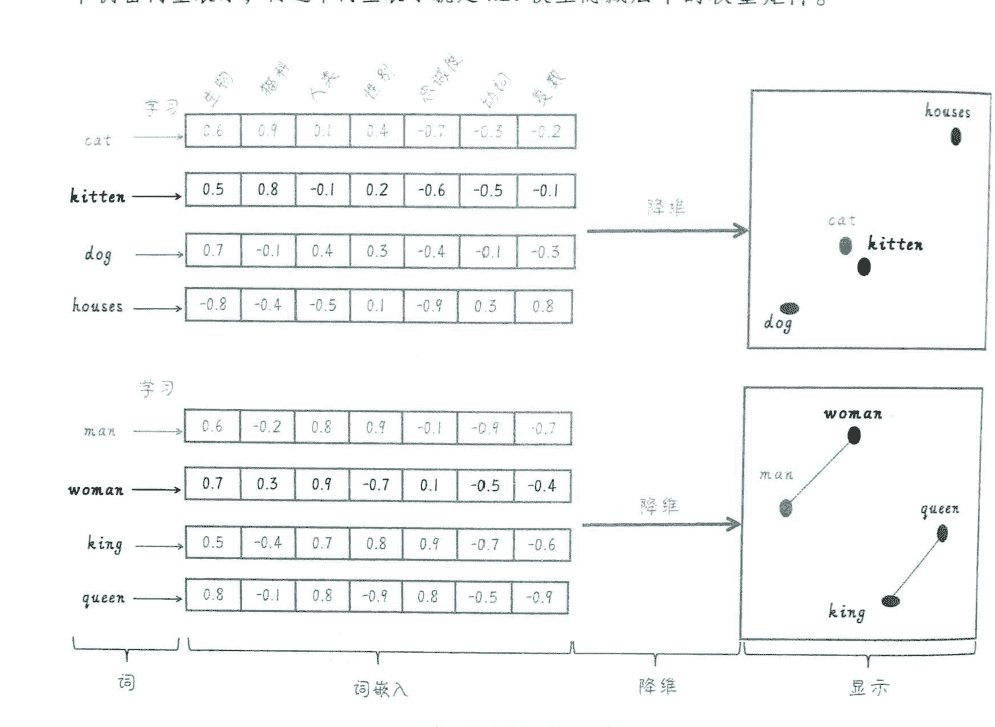 生物 猫科 人类 性别 忠诚度 动词 复数
学习
cat 0.6 0.9 0.1 0.4 -0.7 -0.3 -0.2
kitten 0.5 0.8 -0.1 0.2 -0.6 -0.5 -0.1
dog 0.7 -0.1 0.4 0.3 -0.4 -0.1 -0.3
houses -0.8 -0.4 -0.5 0.1 -0.9 0.3 0.8
降维
houses
cat
kitten
dog
学习
man 0.6 -0.2 0.8 0.9 -0.1 -0.9 -0.7
woman 0.7 0.3 0.9 -0.7 0.1 -0.5 -0.4
king 0.5 -0.4 0.7 0.8 0.9 -0.7 -0.6
queen 0.8 -0.1 0.8 -0.9 0.8 -0.5 -0.9
降维
woman
man
queen
king
词 词嵌入 降维 显示